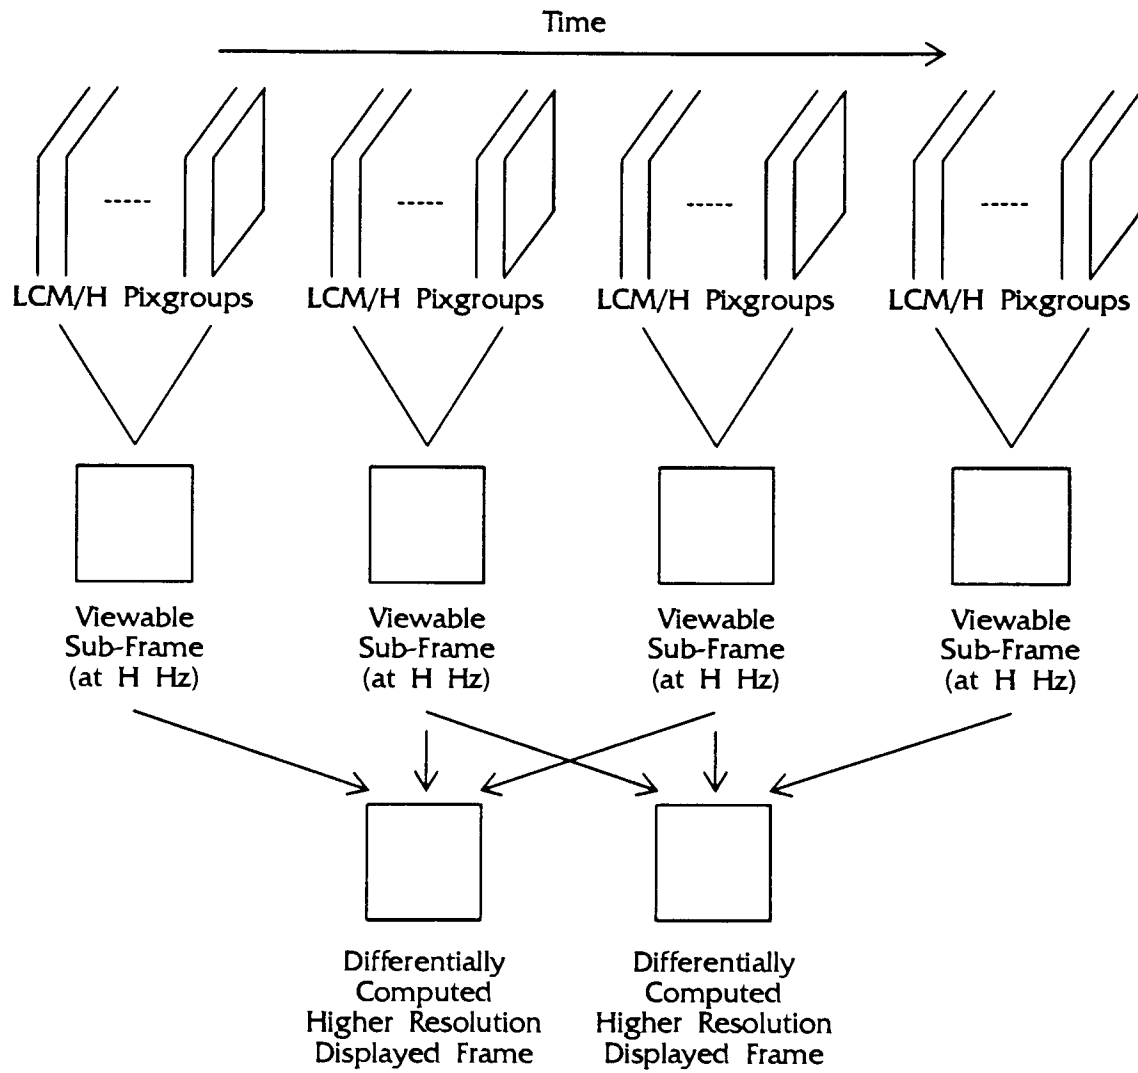 Time
LCM/H Pixgroups
LCM/H Pixgroups
LCM/H Pixgroups
LCM/H Pixgroups
Viewable
Sub-Frame
(at H Hz)
Viewable
Sub-Frame
(at H Hz)
Viewable
Sub-Frame
(at H Hz)
Viewable
Sub-Frame
(at H Hz)
Differentially
Computed
Higher Resolution
Displayed Frame
Differentially
Computed
Higher Resolution
Displayed Frame